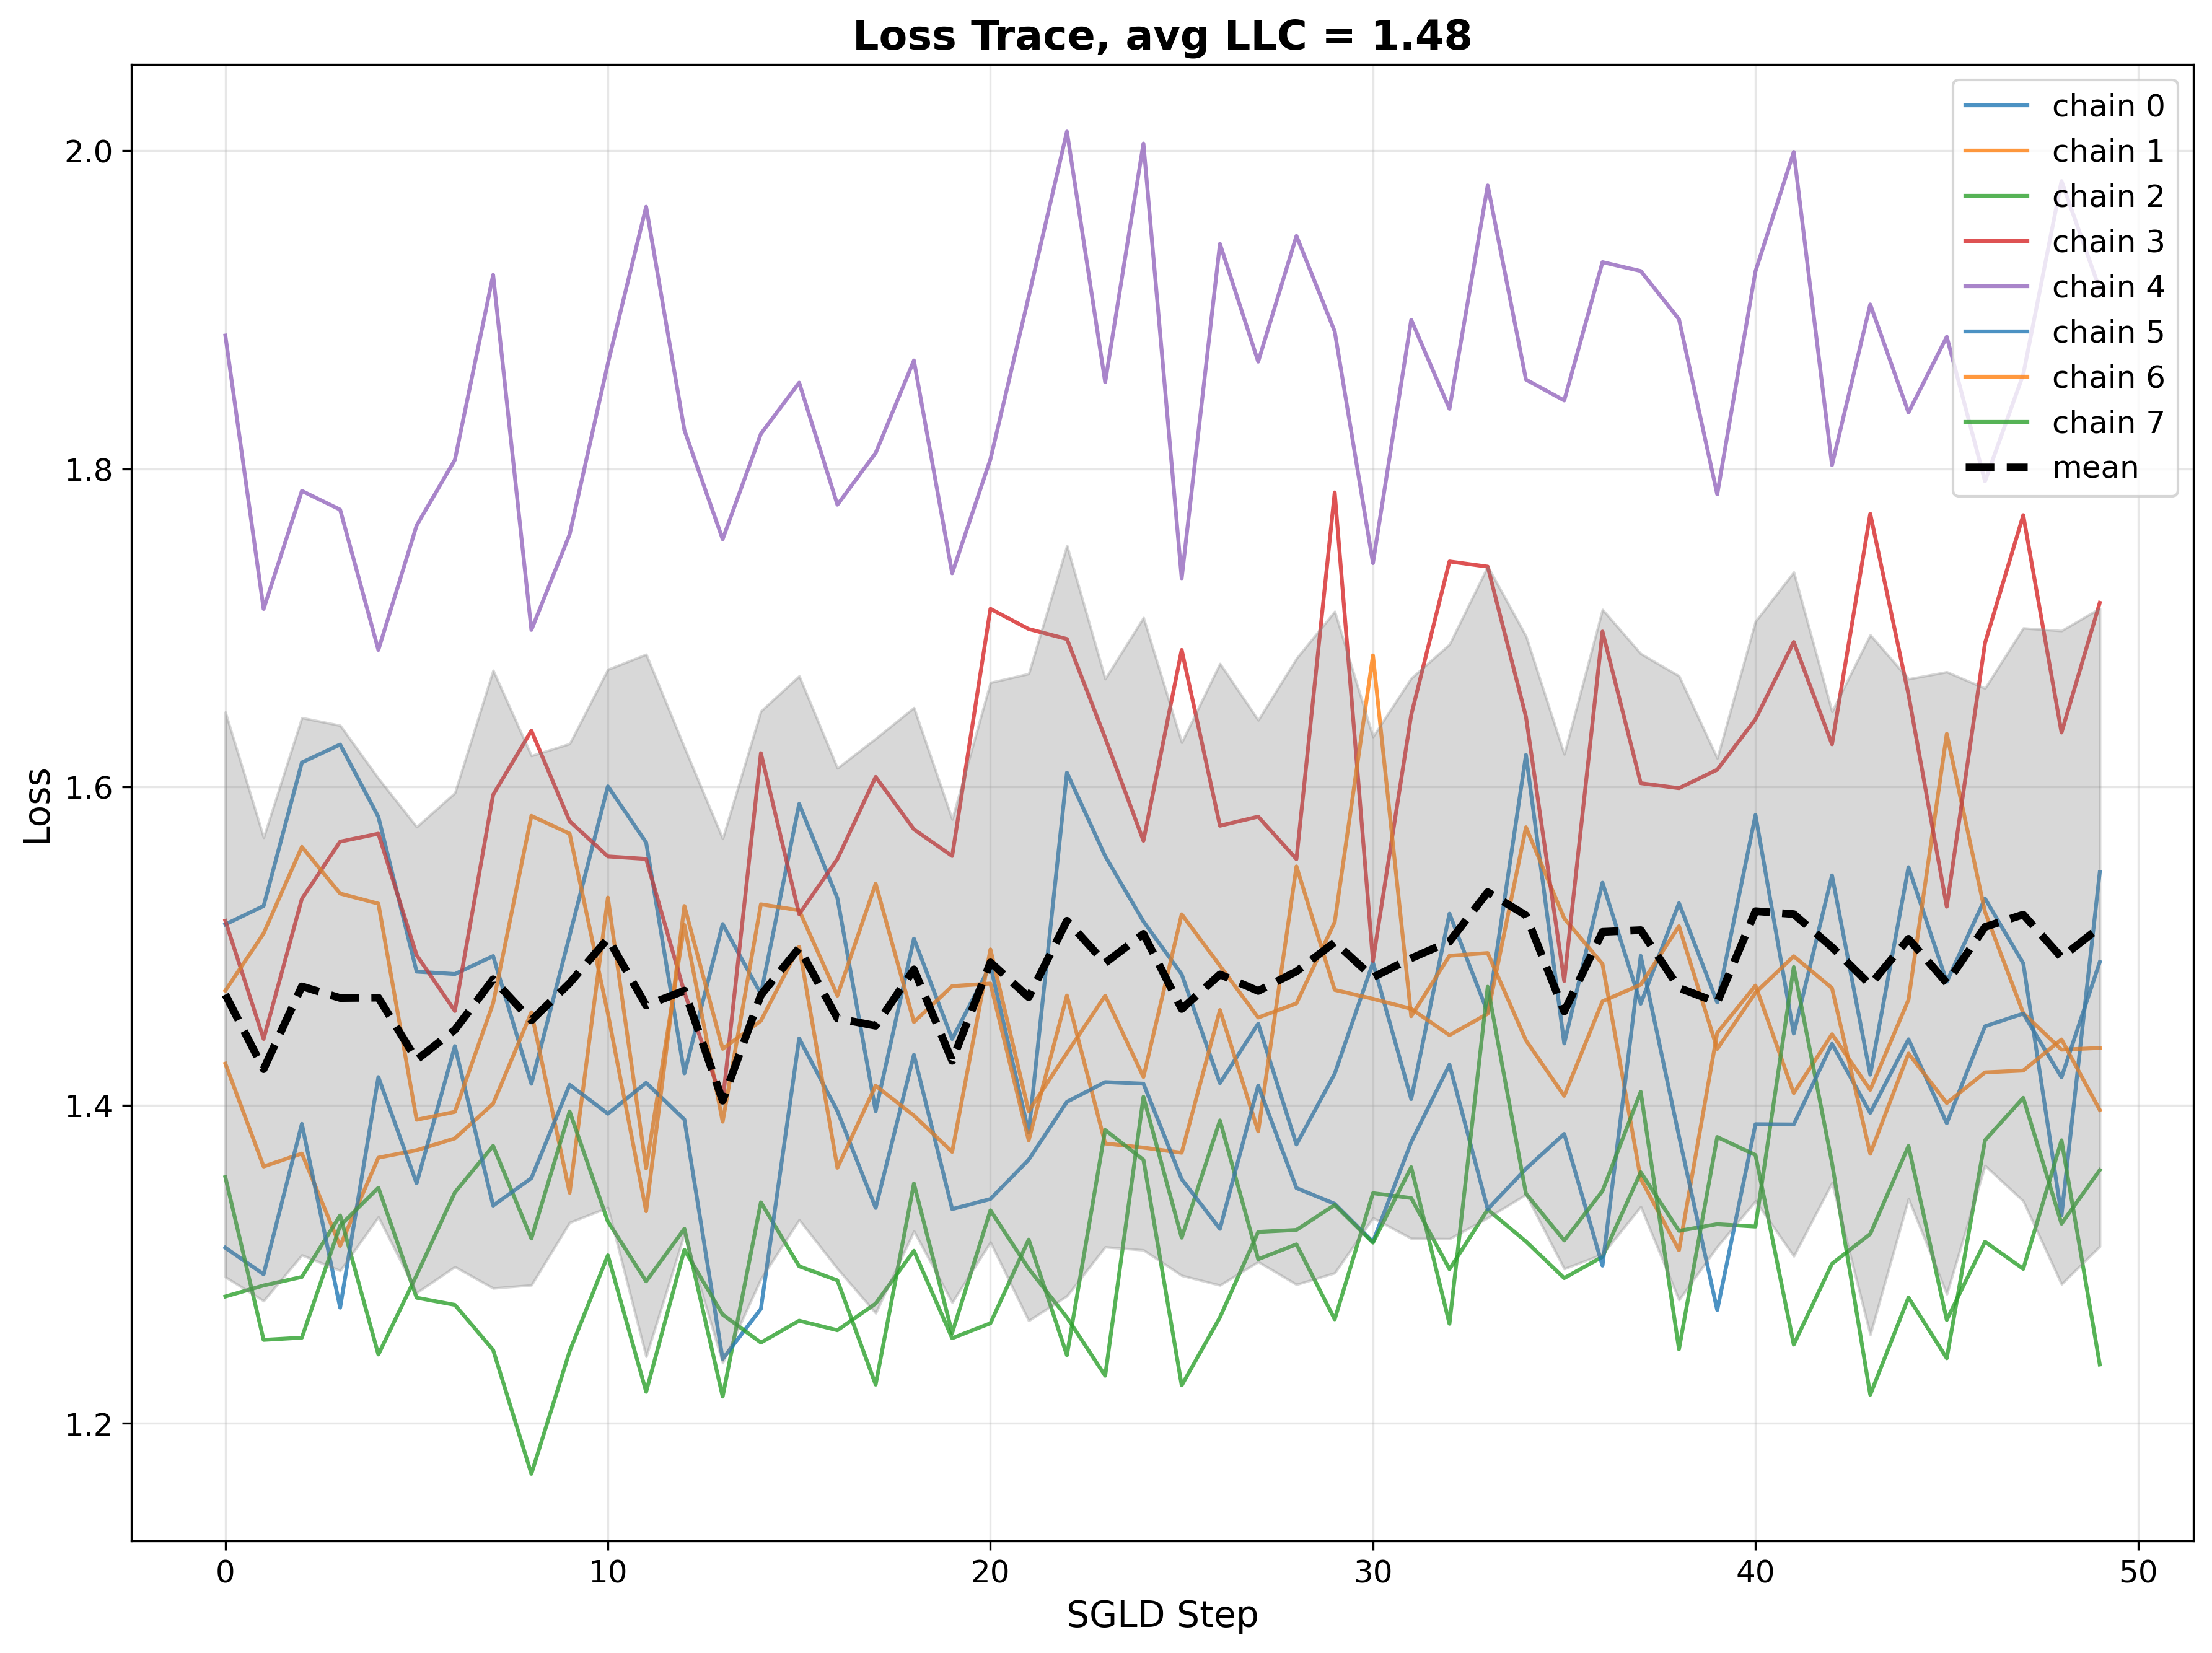 Loss Trace, avg LLC = 1.48
chain 0
chain 1
chain 2
chain 3
chain 4
chain 5
chain 6
chain 7
mean
2.0
1.8
1.6
1.4
1.2
Loss
0 10 20 30 40 50
SGLD Step